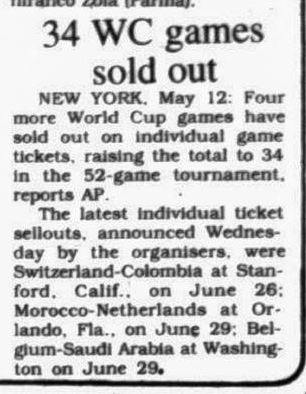 nfranco Zola (Parma).
34 WC games
sold out
NEW YORK, May 12: Four
more World Cup games have
sold out on individual game
tickets, raising the total to 34
in the 52-game tournament,
reports AP.
The latest individual ticket
sellouts, announced Wednes-
day by the organisers, were
Switzerland-Colombia at Stan-
ford, Calif., on June 26;
Morocco-Netherlands at Or-
lando, Fla., on June 29; Bel-
gium-Saudi Arabia at Washing-
ton on June 29.